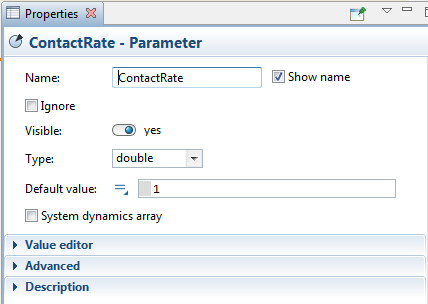 Properties
ContactRate - Parameter
Name: ContactRate Show name
Ignore
Visible: yes
Type: double
Default value: 1
System dynamics array
Value editor
Advanced
Description